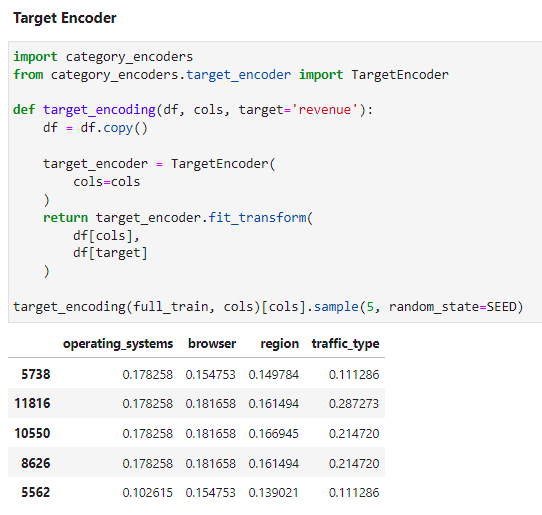 Target Encoder
import category_encoders
from category_encoders.target_encoder import TargetEncoder
def target_encoding(df, cols, target='revenue'):
    df = df.copy()
    target_encoder = TargetEncoder(
        cols=cols
    )
    return target_encoder.fit_transform(
        df[cols],
        df[target]
    )
target_encoding(full_train, cols)[cols].sample(5, random_state=SEED)
operating_systems browser region traffic_type
5738 0.178258 0.154753 0.149784 0.111286
11816 0.178258 0.181658 0.161494 0.287273
10550 0.178258 0.181658 0.166945 0.214720
8626 0.178258 0.181658 0.161494 0.214720
5562 0.102615 0.154753 0.139021 0.111286